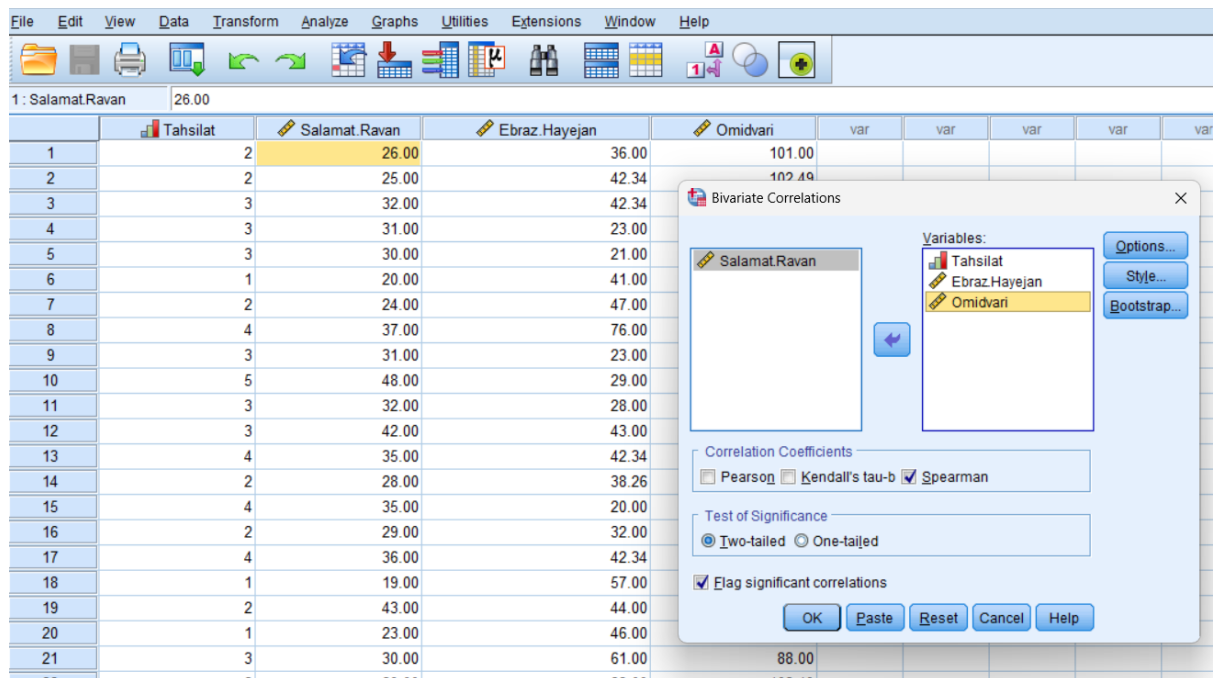 File Edit View Data Transform Analyze Graphs Utilities Extensions Window Help
A
1
μ
1 : Salamat.Ravan 26.00
Tahsilat Salamat.Ravan Ebraz.Hayejan Omidvari var var var var var
1 2 26.00 36.00 101.00
2 2 25.00 42.34 102.49
3 3 32.00 42.34
4 3 31.00 23.00
5 3 30.00 21.00
6 1 20.00 41.00
7 2 24.00 47.00
8 4 37.00 76.00
9 3 31.00 23.00
10 5 48.00 29.00
11 3 32.00 28.00
12 3 42.00 43.00
13 4 35.00 42.34
14 2 28.00 38.26
15 4 35.00 20.00
16 2 29.00 32.00
17 4 36.00 42.34
18 1 19.00 57.00
19 2 43.00 44.00
20 1 23.00 46.00
21 3 30.00 61.00 88.00
Bivariate Correlations
Variables:
Salamat.Ravan
Tahsilat
Ebraz.Hayejan
Omidvari
Options...
Style...
Bootstrap...
Correlation Coefficients
Pearson Kendall's tau-b Spearman
Test of Significance
Two-tailed One-tailed
Flag significant correlations
OK Paste Reset Cancel Help